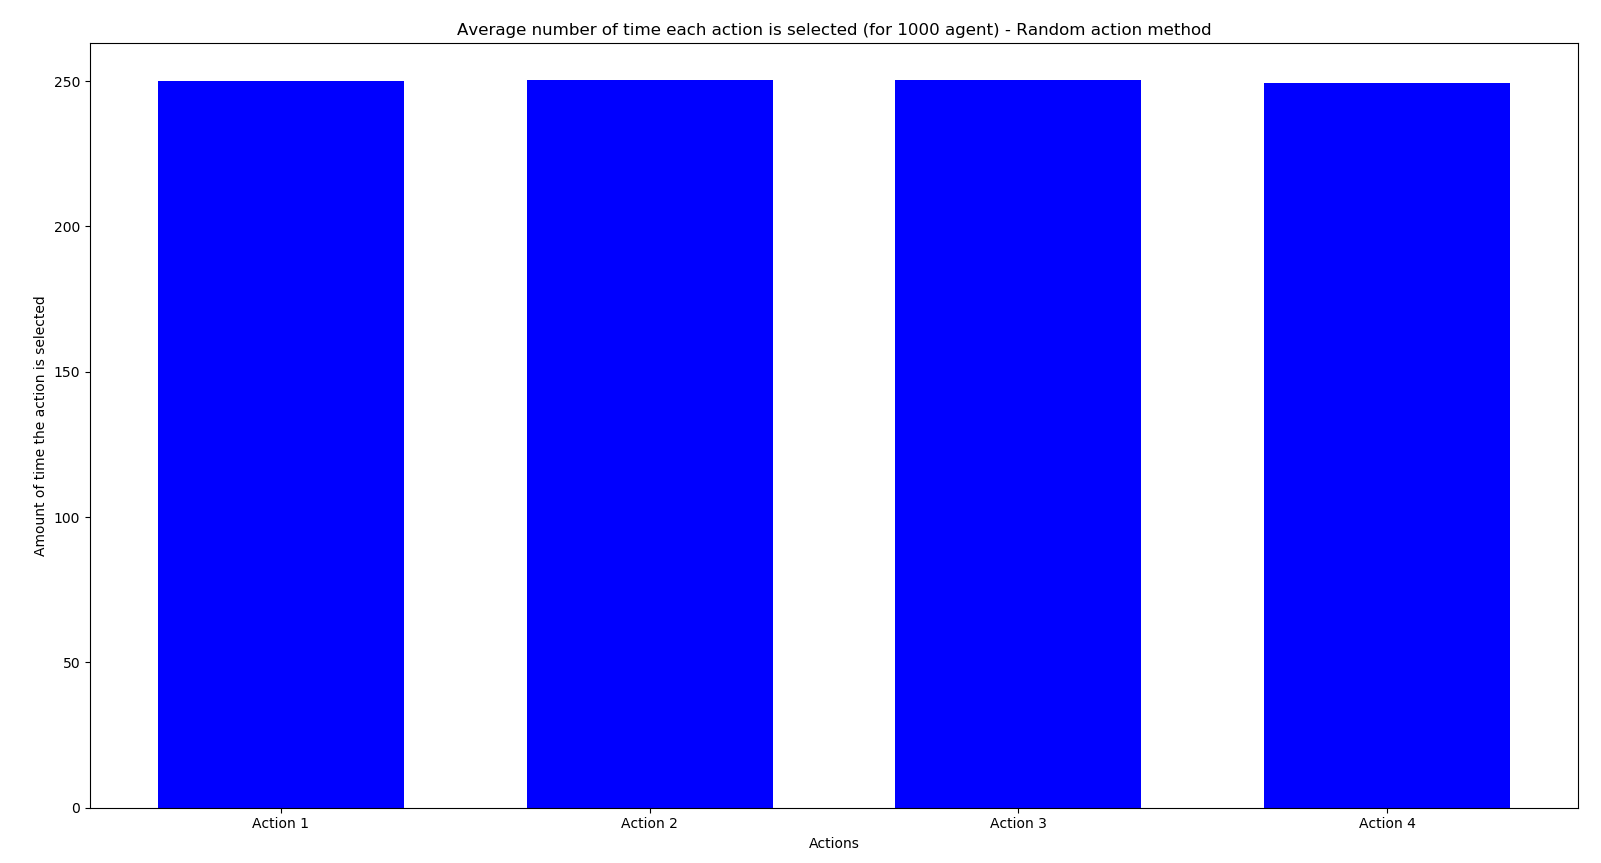 Average number of time each action is selected (for 1000 agent) - Random action method
250
200
150
100
50
0
Amount of time the action is selected
Action 1
Action 2
Action 3
Action 4
Actions